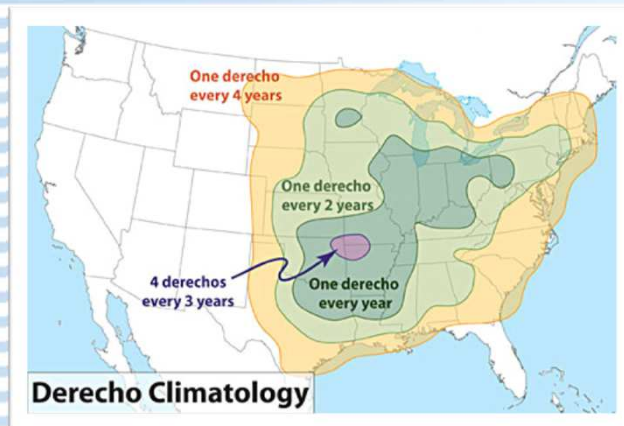 One derecho
every 4 years
One derecho
every 2 years
4 derechos
every 3 years
One derecho
every year
Derecho Climatology